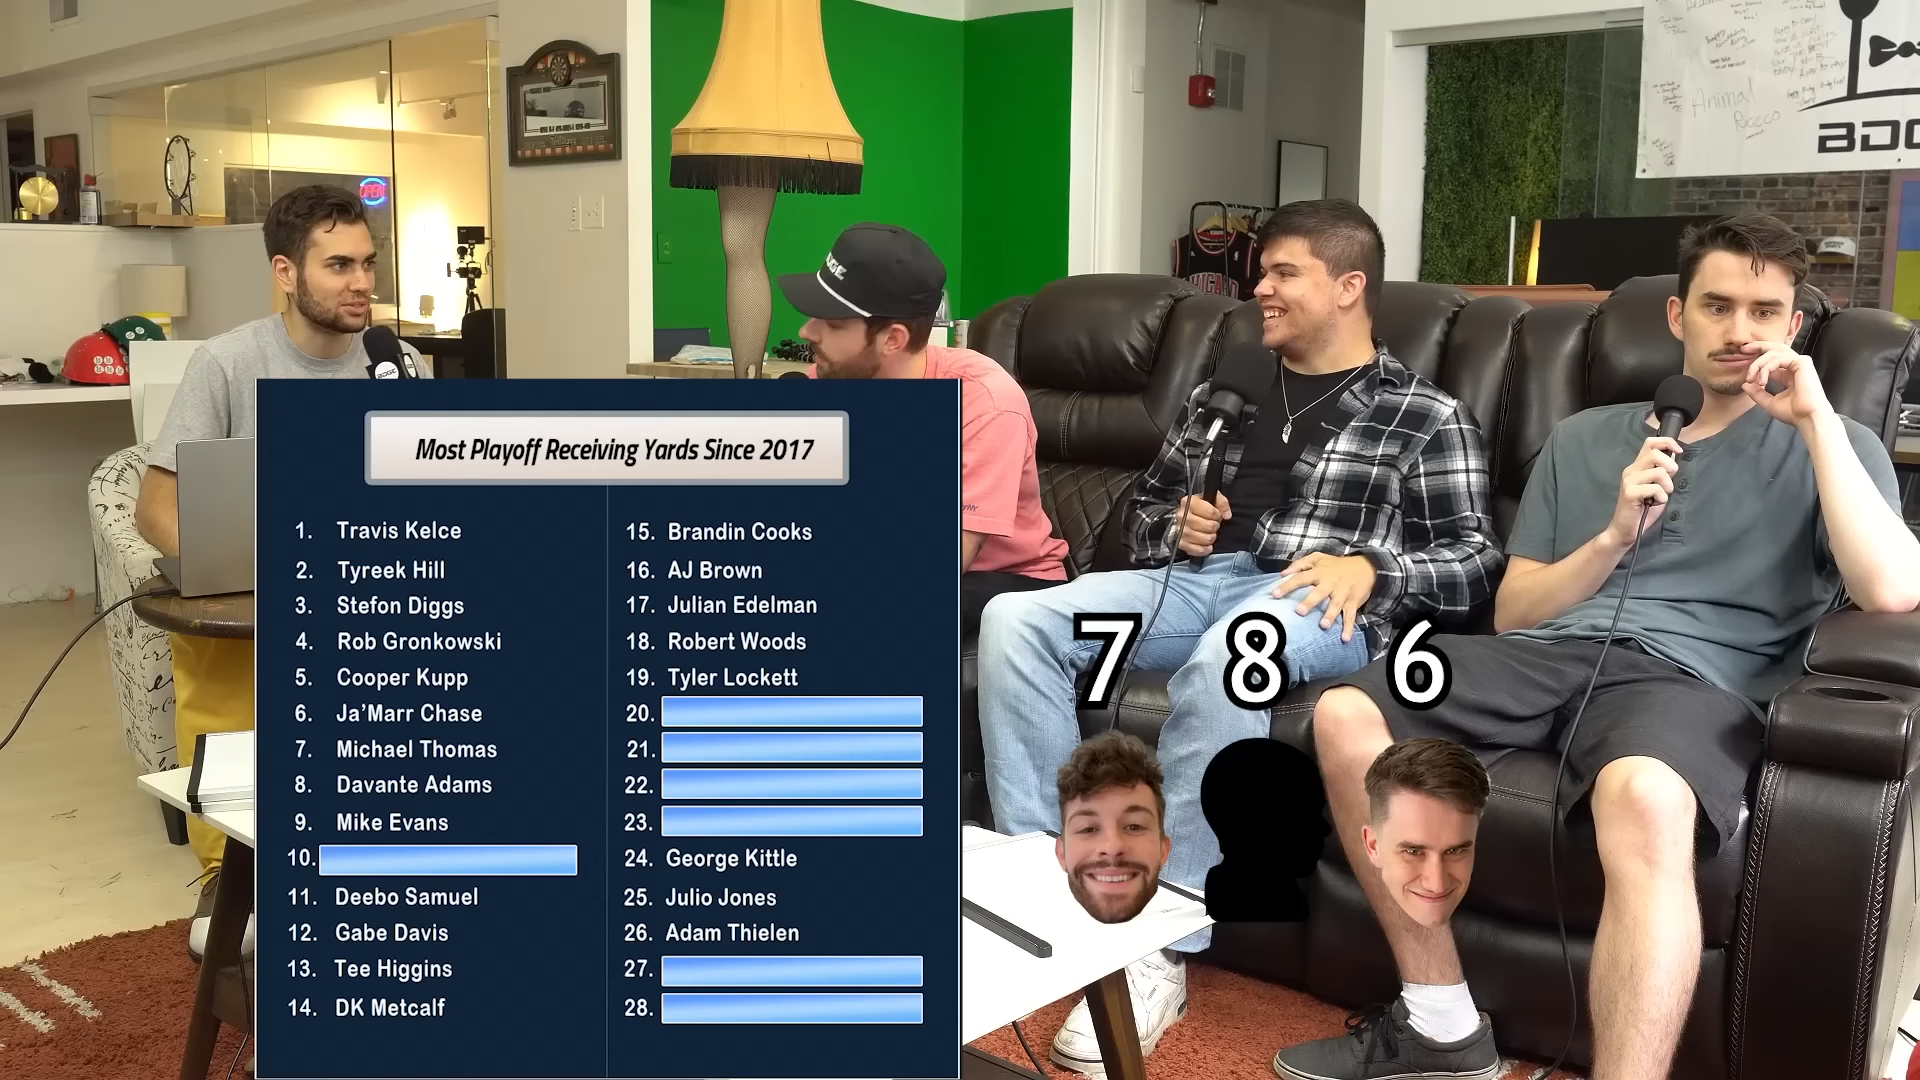 OPEN
Animal
Rocco
BDG
BDGE
CHICAGO
Most Playoff Receiving Yards Since 2017
1. Travis Kelce
2. Tyreek Hill
3. Stefon Diggs
4. Rob Gronkowski
5. Cooper Kupp
6. Ja'Marr Chase
7. Michael Thomas
8. Davante Adams
9. Mike Evans
10.
11. Deebo Samuel
12. Gabe Davis
13. Tee Higgins
14. DK Metcalf
15. Brandin Cooks
16. AJ Brown
17. Julian Edelman
18. Robert Woods
19. Tyler Lockett
20.
21.
22.
23.
24. George Kittle
25. Julio Jones
26. Adam Thielen
27.
28.
7 8 6